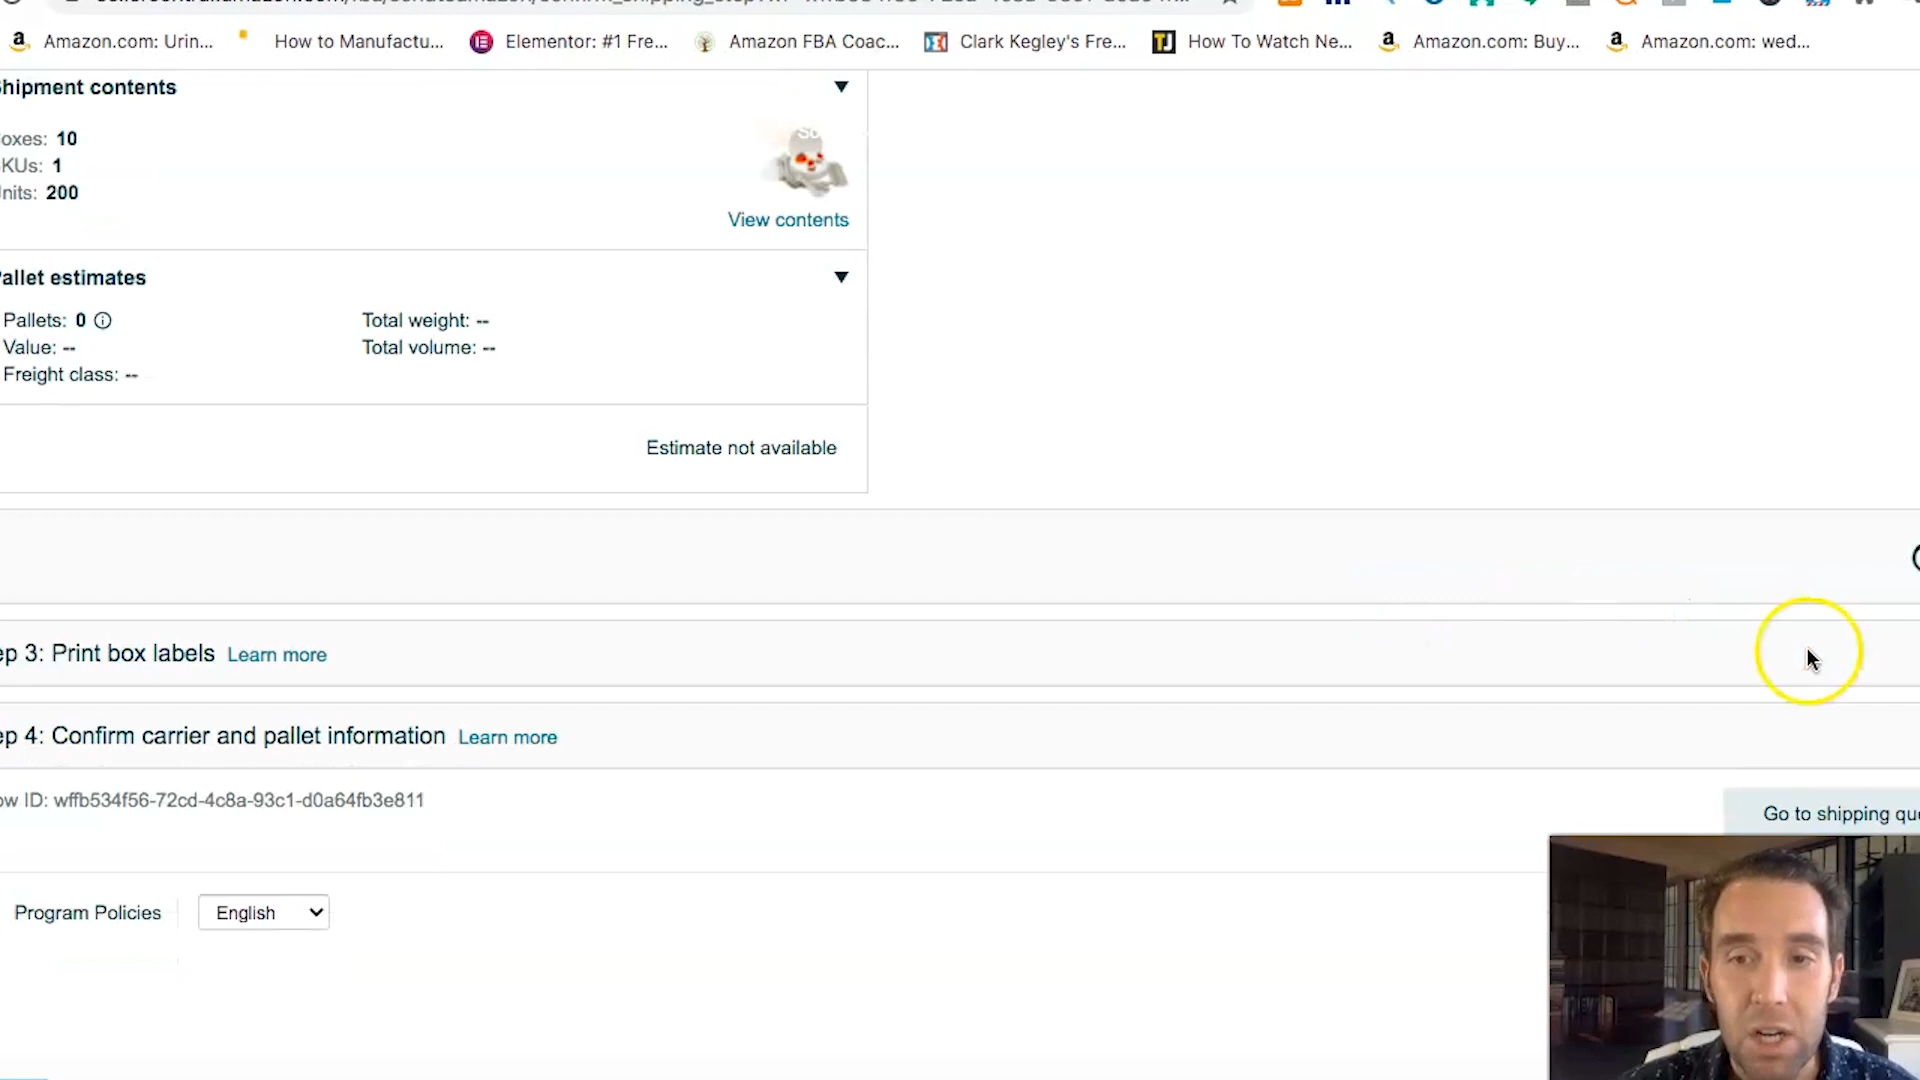 Amazon.com: Urin...
How to Manufactu...
Elementor: #1 Fre...
Amazon FBA Coac...
Clark Kegley's Fre...
How To Watch Ne...
Amazon.com: Buy...
Amazon.com: wed...
Shipment contents
oxes: 10
KUs: 1
nits: 200
View contents
allet estimates
Pallets: 0
Total weight: --
Value: --
Total volume: --
Freight class: --
Estimate not available
ep 3: Print box labels Learn more
ep 4: Confirm carrier and pallet information Learn more
ow ID: wffb534f56-72cd-4c8a-93c1-d0a64fb3e811
Go to shipping que
Program Policies
English